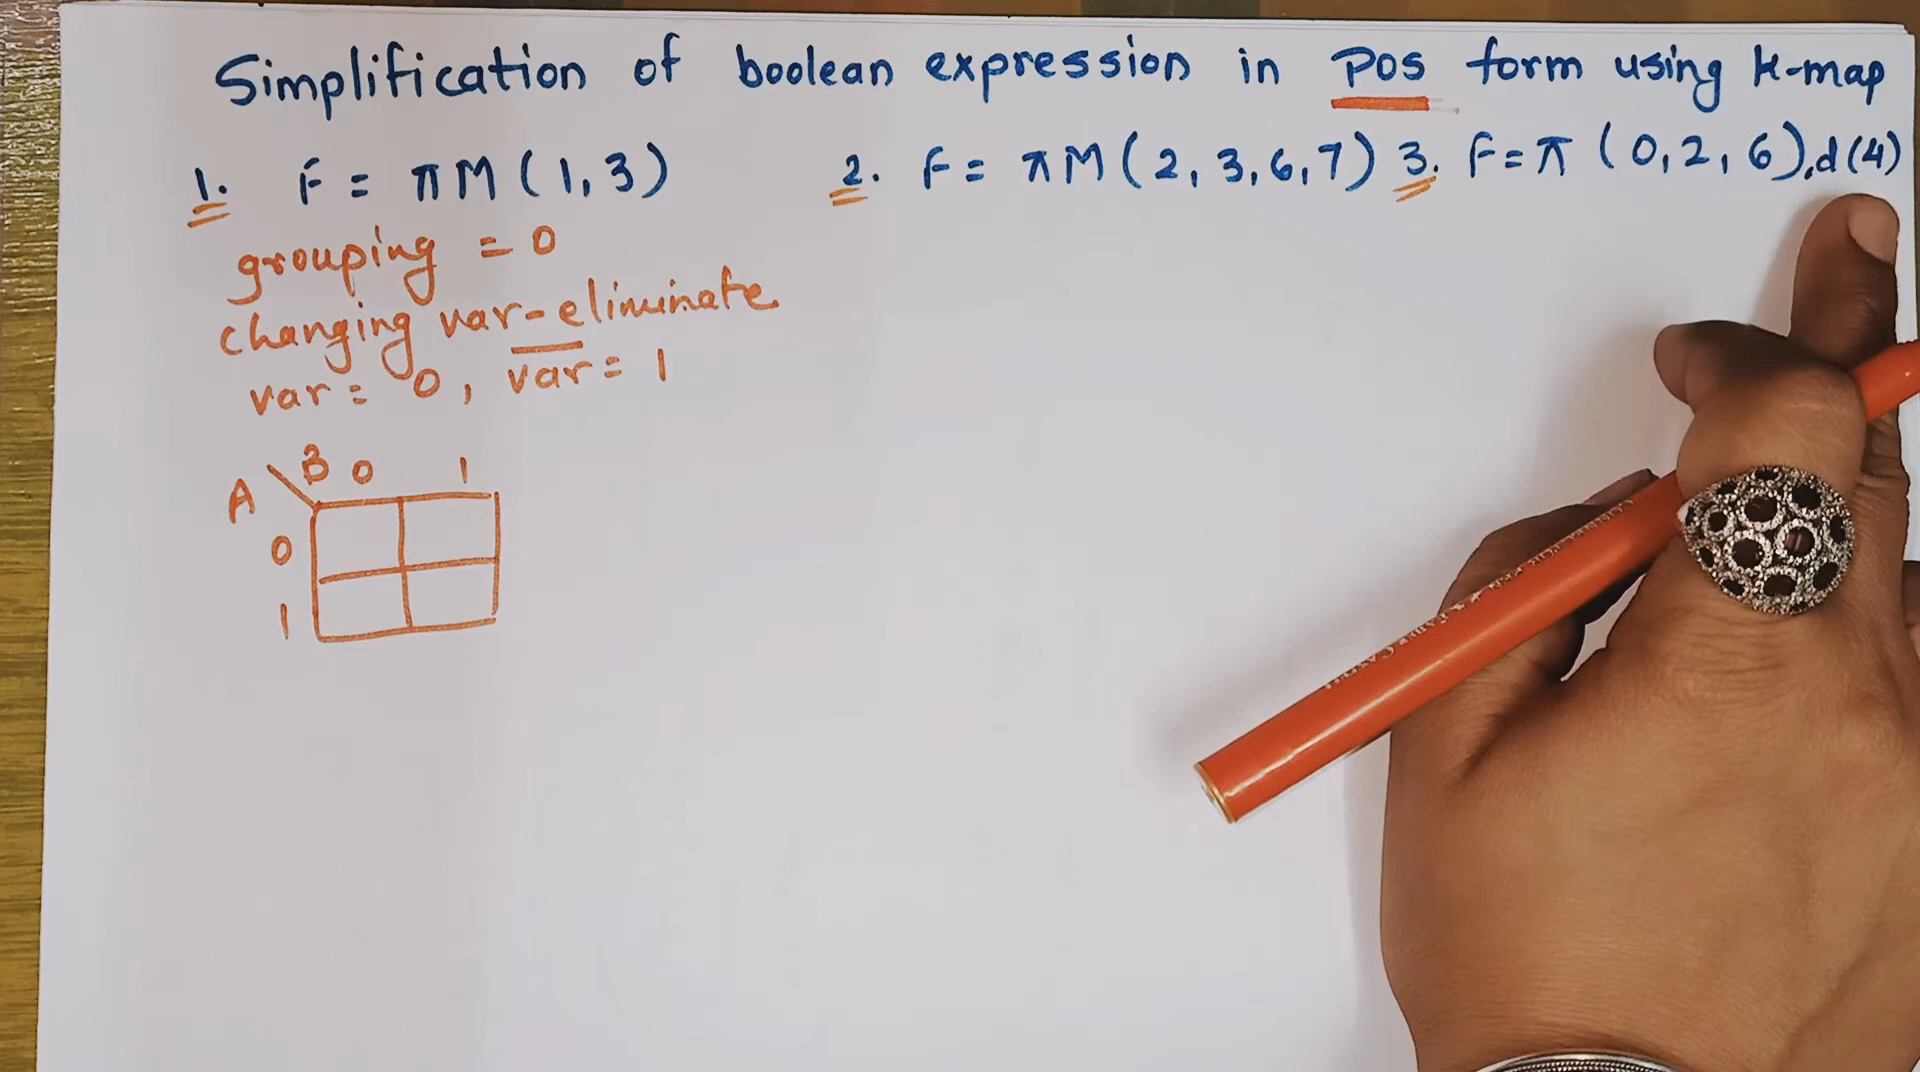 Simplification of boolean expression in POS form using K-map
1. F = πM (1,3)
2. F = πM (2, 3, 6, 7)
3. F = π (0, 2, 6).d(4)
grouping = 0
changing var-eliminate
var = 0, v̅a̅r̅ = 1
A \ B 0 1
0
1